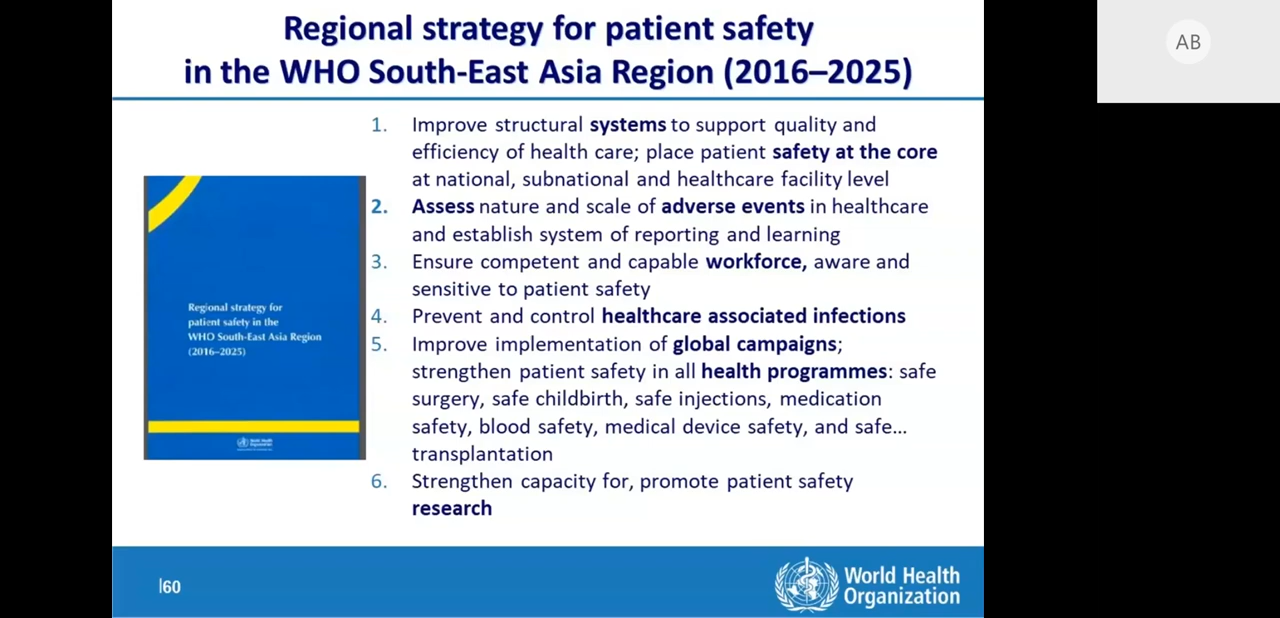 Regional strategy for patient safety
in the WHO South-East Asia Region (2016–2025)
AB
1. Improve structural systems to support quality and
efficiency of health care; place patient safety at the core
at national, subnational and healthcare facility level
2. Assess nature and scale of adverse events in healthcare
and establish system of reporting and learning
3. Ensure competent and capable workforce, aware and
sensitive to patient safety
4. Prevent and control healthcare associated infections
5. Improve implementation of global campaigns;
strengthen patient safety in all health programmes: safe
surgery, safe childbirth, safe injections, medication
safety, blood safety, medical device safety, and safe...
transplantation
6. Strengthen capacity for, promote patient safety
research
Regional strategy for
patient safety in the
WHO South-East Asia Region
(2016–2025)
World Health
Organization
|60
World Health
Organization